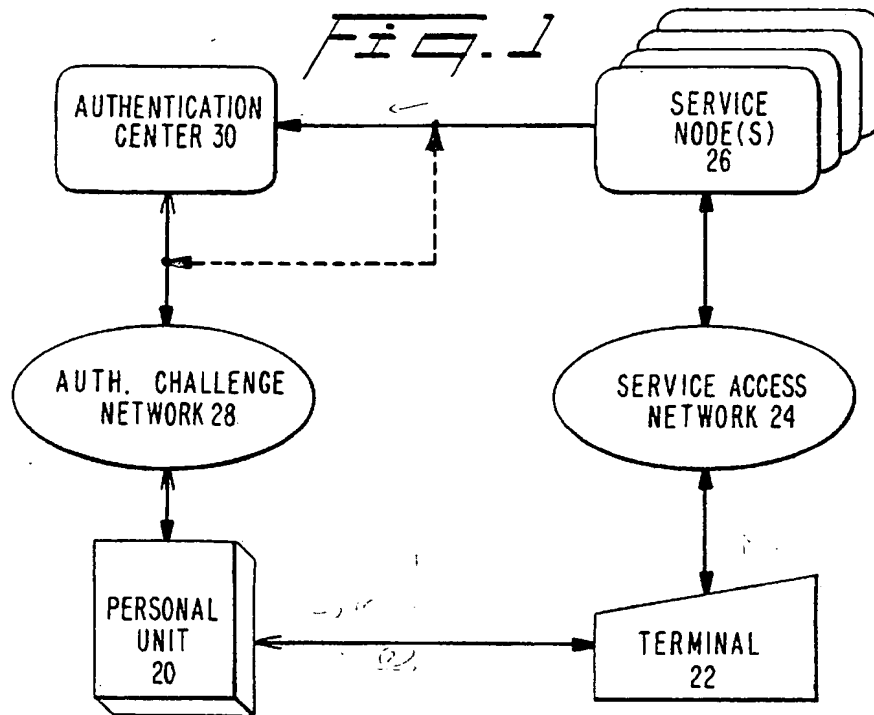 Fig. 1
AUTHENTICATION
CENTER 30
SERVICE
NODE(S)
26
AUTH. CHALLENGE
NETWORK 28
SERVICE ACCESS
NETWORK 24
PERSONAL
UNIT
20
TERMINAL
22